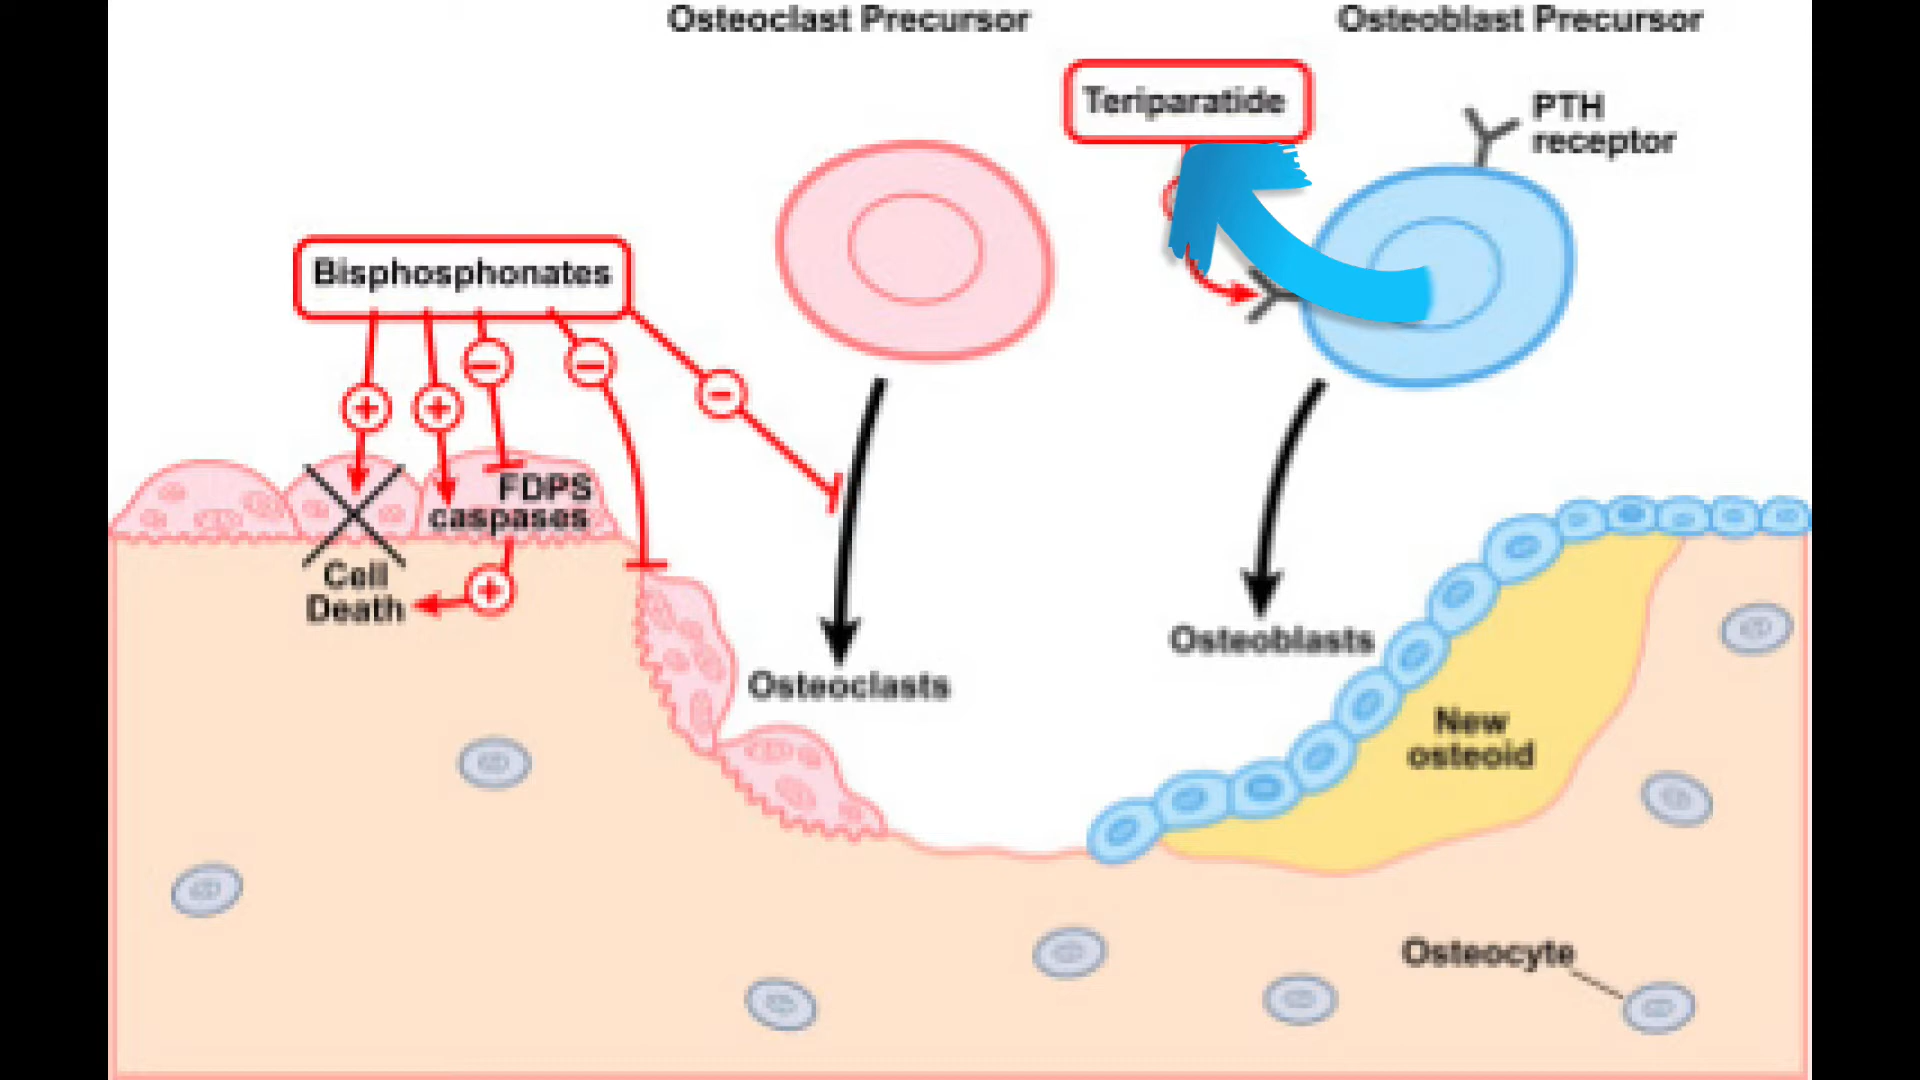 Osteoclast Precursor
Osteoblast Precursor
Teriparatide
PTH
receptor
Bisphosphonates
FDPS
caspases
Cell
Death
Osteoclasts
Osteoblasts
New
osteoid
Osteocyte